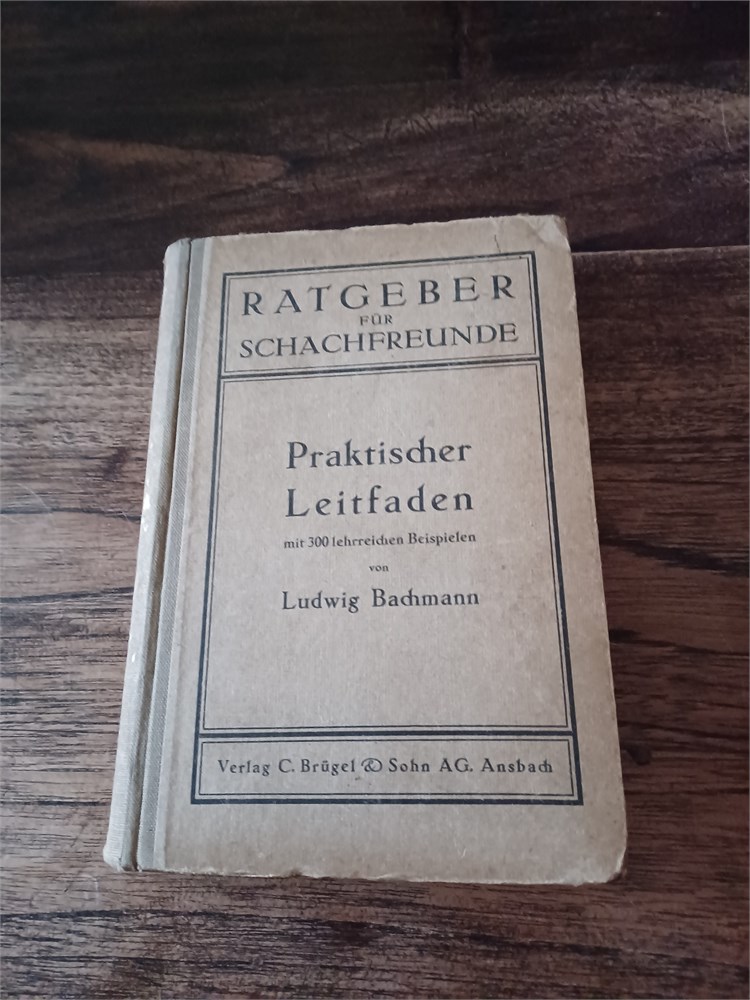 RATGEBER
FÜR
SCHACHFREUNDE
Praktischer
Leitfaden
mit 300 lehrreichen Beispielen
von
Ludwig Bachmann
Verlag C. Brügel & Sohn AG. Ansbach